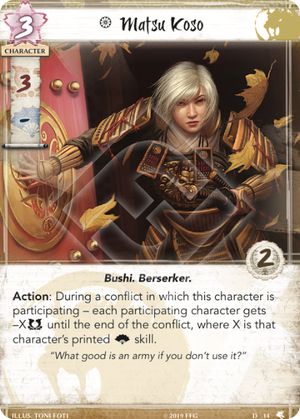 3
Matsu Koso
CHARACTER
3
2
Bushi. Berserker.
Action: During a conflict in which this character is
participating – each participating character gets
–X until the end of the conflict, where X is that
character's printed skill.
"What good is an army if you don't use it?"
ILLUS. TONI FOTI
©2019 FFG